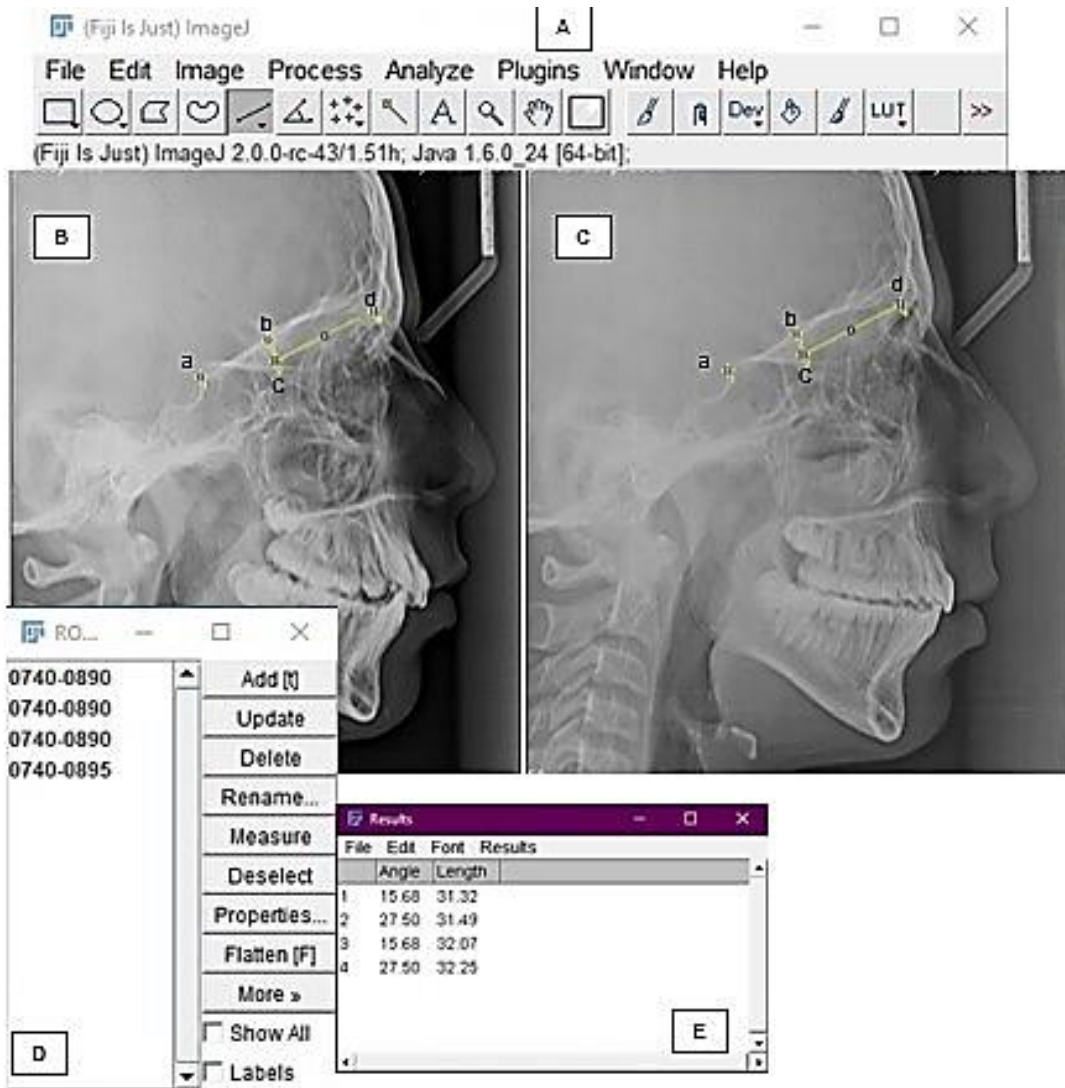 (Fiji Is Just) ImageJ
A
File Edit Image Process Analyze Plugins Window Help
A Dev LUT >>
(Fiji Is Just) ImageJ 2.0.0-rc-43/1.51h; Java 1.6.0_24 [64-bit];
B
a
b
C
d
C
a
b
C
d
RO...
0740-0890
0740-0890
0740-0890
0740-0895
Add [t]
Update
Delete
Rename...
Measure
Deselect
Properties...
Flatten [F]
More »
Show All
Labels
D
Results
File Edit Font Results
Angle Length
1 15.68 31.32
2 27.50 31.49
3 15.68 32.07
4 27.50 32.25
E